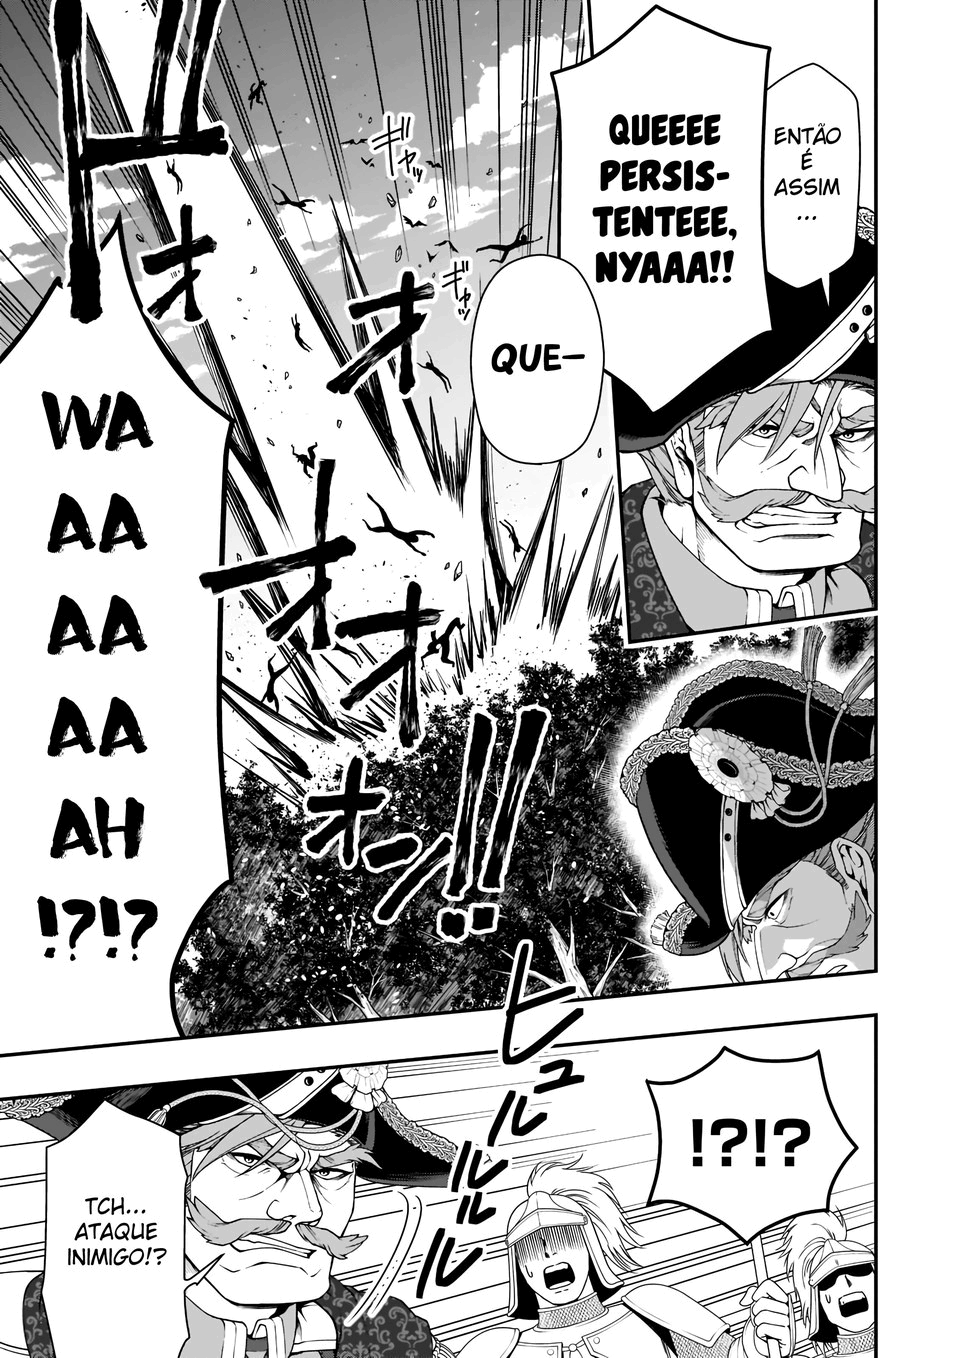 ENTÃO
É
ASSIM
...
QUEEEE
PERSIS-
TENTEEE,
NYAAA!!
QUE—
ドオオオオオン!!
ギャッ
ギャッ
WA
AA
AA
AA
AH
!?!?
!?!?
ヒュルルルル
TCH...
ATAQUE
INIMIGO!?